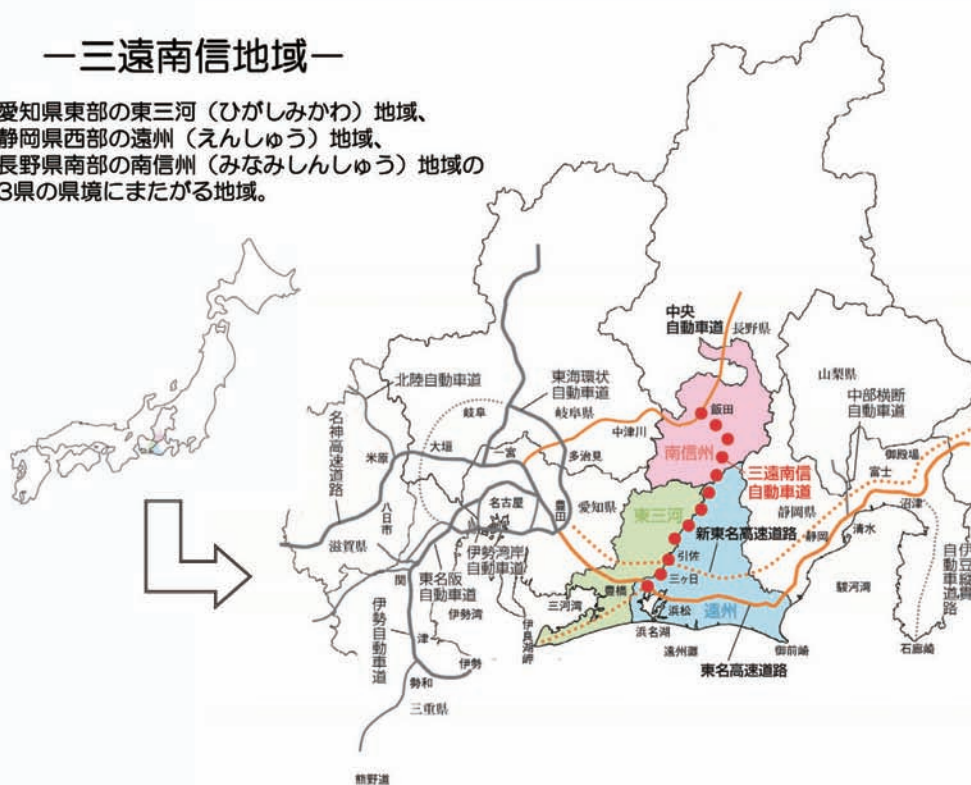 －三遠南信地域－
愛知県東部の東三河（ひがしみかわ）地域、
静岡県西部の遠州（えんしゅう）地域、
長野県南部の南信州（みなみしんしゅう）地域の
3県の県境にまたがる地域。
中央
自動車道
長野県
山梨県
北陸自動車道
東海環状
自動車道
中部横断
自動車道
岐阜
岐阜県
飯田
名神高速道路
大垣
一宮
中津川
南信州
御殿場
米原
多治見
富士
三遠南信
自動車道
沼津
八日市
名古屋
豊田
愛知県
東三河
静岡県
静岡
清水
新東名高速道路
滋賀県
伊勢湾岸
自動車道
引佐
関
東名阪
自動車道
三ヶ日
駿河湾
伊豆縦貫
自動車道
伊勢自動車道
伊勢湾
三河湾
豊橋
浜松
遠州
津
伊良湖岬
浜名湖
遠州灘
御前崎
石廊崎
伊勢
東名高速道路
勢和
三重県
熊野道